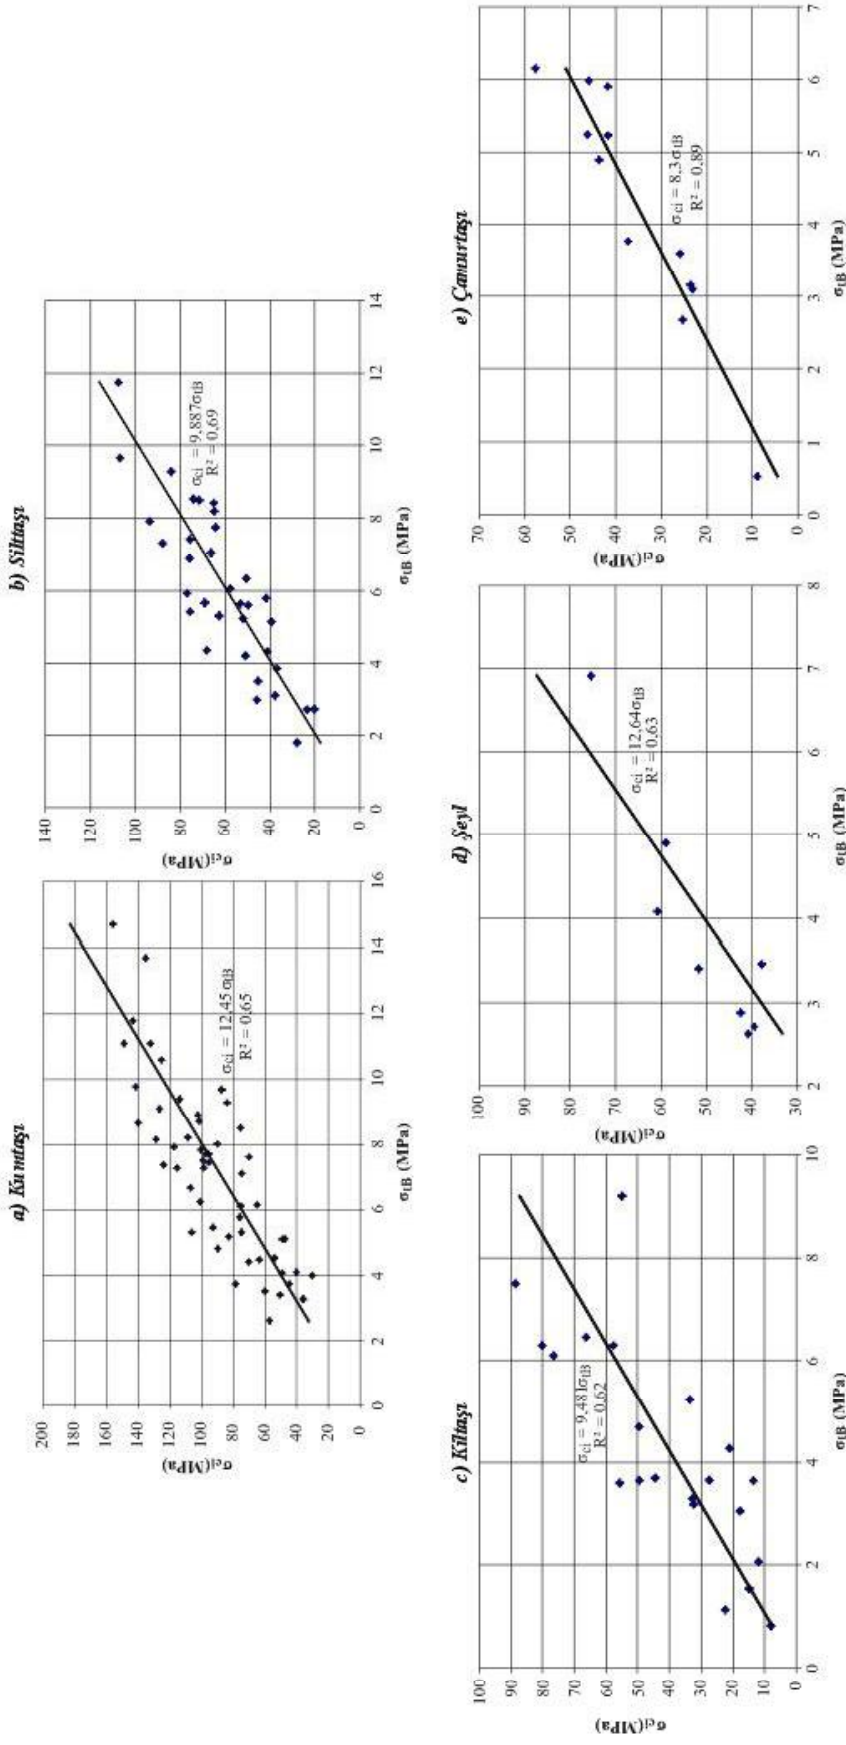 a) Kumtaşı
σci(MPa)
200
180
160
140
120
100
80
60
40
20
0
σci = 12,45 σtB
R² = 0,65
0 2 4 6 8 10 12 14 16
σtB (MPa)
b) Silttaşı
σci(MPa)
140
120
100
80
60
40
20
0
σci = 9,887σtB
R² = 0,69
0 2 4 6 8 10 12 14
σtB (MPa)
c) Kiltaşı
σci(MPa)
100
90
80
70
60
50
40
30
20
10
0
σci = 9,481σtB
R² = 0,62
0 2 4 6 8 10
σtB (MPa)
d) Şeyl
σci(MPa)
100
90
80
70
60
50
40
30
σci = 12,64σtB
R² = 0,63
2 3 4 5 6 7 8
σtB (MPa)
e) Çamurtaşı
σci(MPa)
70
60
50
40
30
20
10
0
σci = 8,3σtB
R² = 0,89
0 1 2 3 4 5 6 7
σtB (MPa)